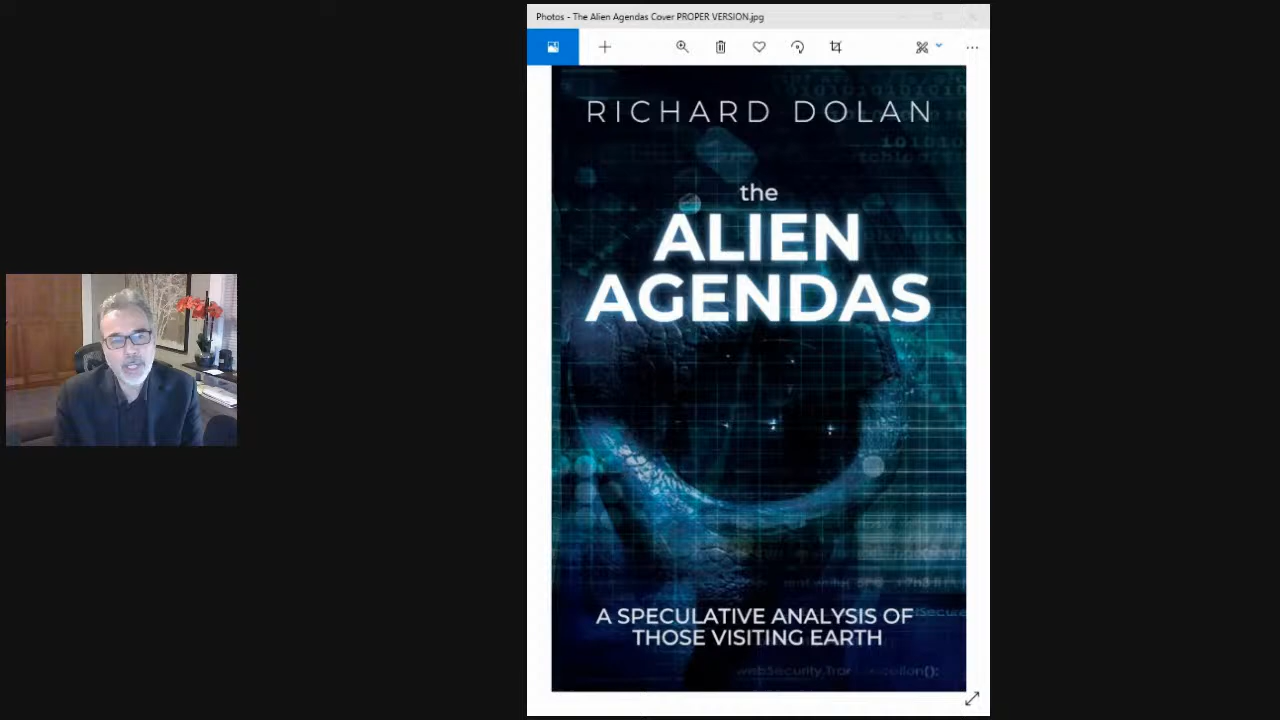 Photos - The Alien Agendas Cover PROPER VERSION.jpg
RICHARD DOLAN
the
ALIEN
AGENDAS
A SPECULATIVE ANALYSIS OF
THOSE VISITING EARTH